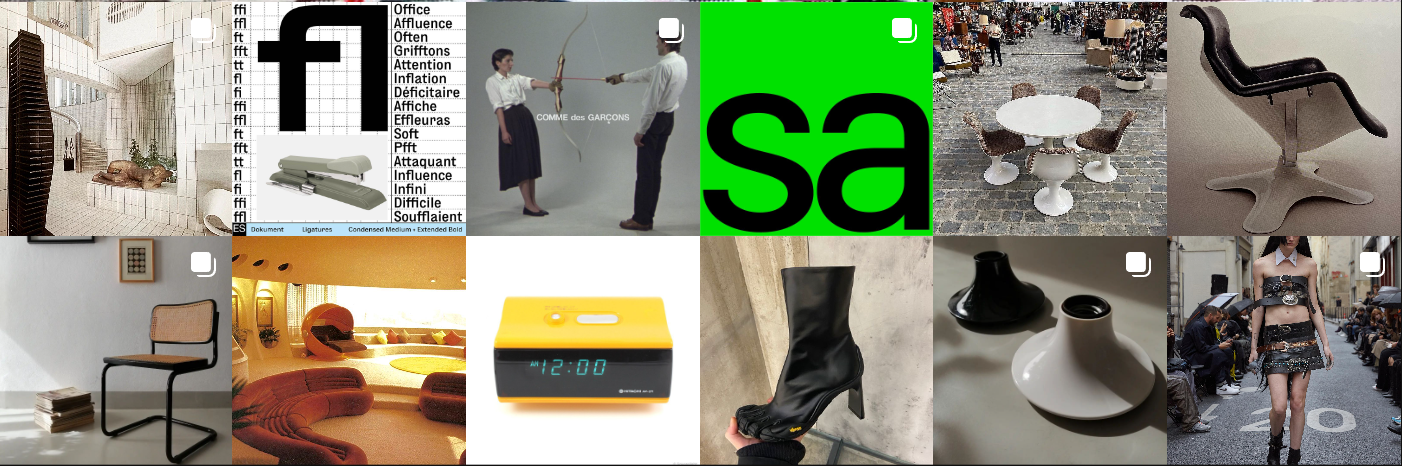 ffi
ffl
ft
fft
tt
fl
fi
ffi
ffl
ft
fft
tt
fl
fi
ffi
ffl
fl
Office
Affluence
Often
Grifftons
Attention
Inflation
Déficitaire
Affiche
Effleuras
Soft
Pfft
Attaquant
Influence
Infini
Difficile
Soufflaient
ES Dokument Ligatures Condensed Medium • Extended Bold
COMME des GARÇONS
sa
AM 12:00
20